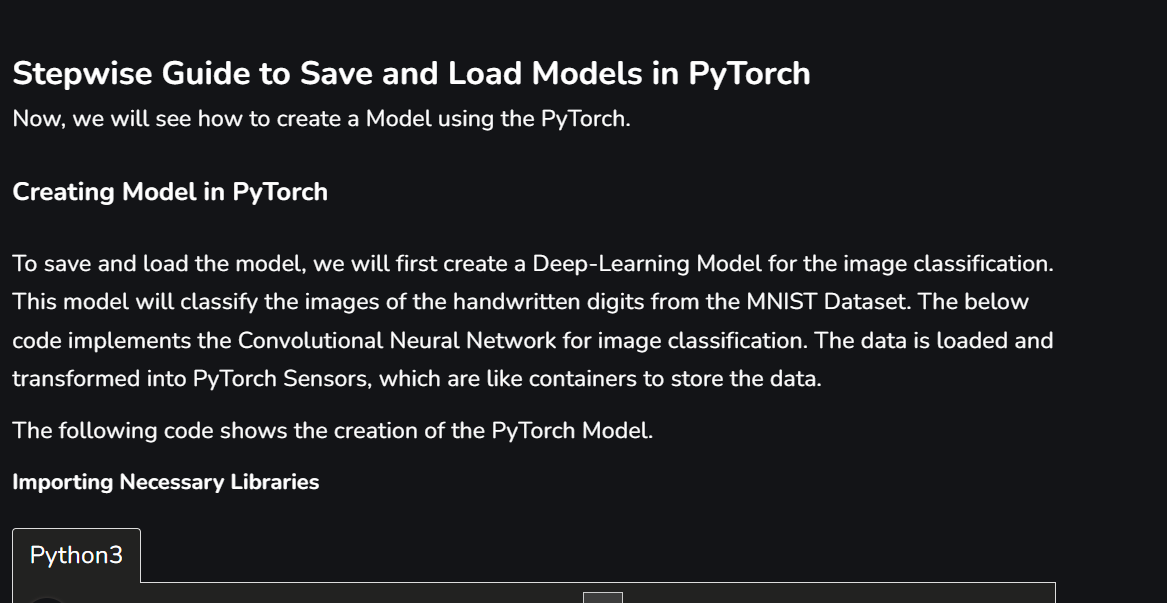 Stepwise Guide to Save and Load Models in PyTorch
Now, we will see how to create a Model using the PyTorch.
Creating Model in PyTorch
To save and load the model, we will first create a Deep-Learning Model for the image classification.
This model will classify the images of the handwritten digits from the MNIST Dataset. The below
code implements the Convolutional Neural Network for image classification. The data is loaded and
transformed into PyTorch Sensors, which are like containers to store the data.
The following code shows the creation of the PyTorch Model.
Importing Necessary Libraries
Python3